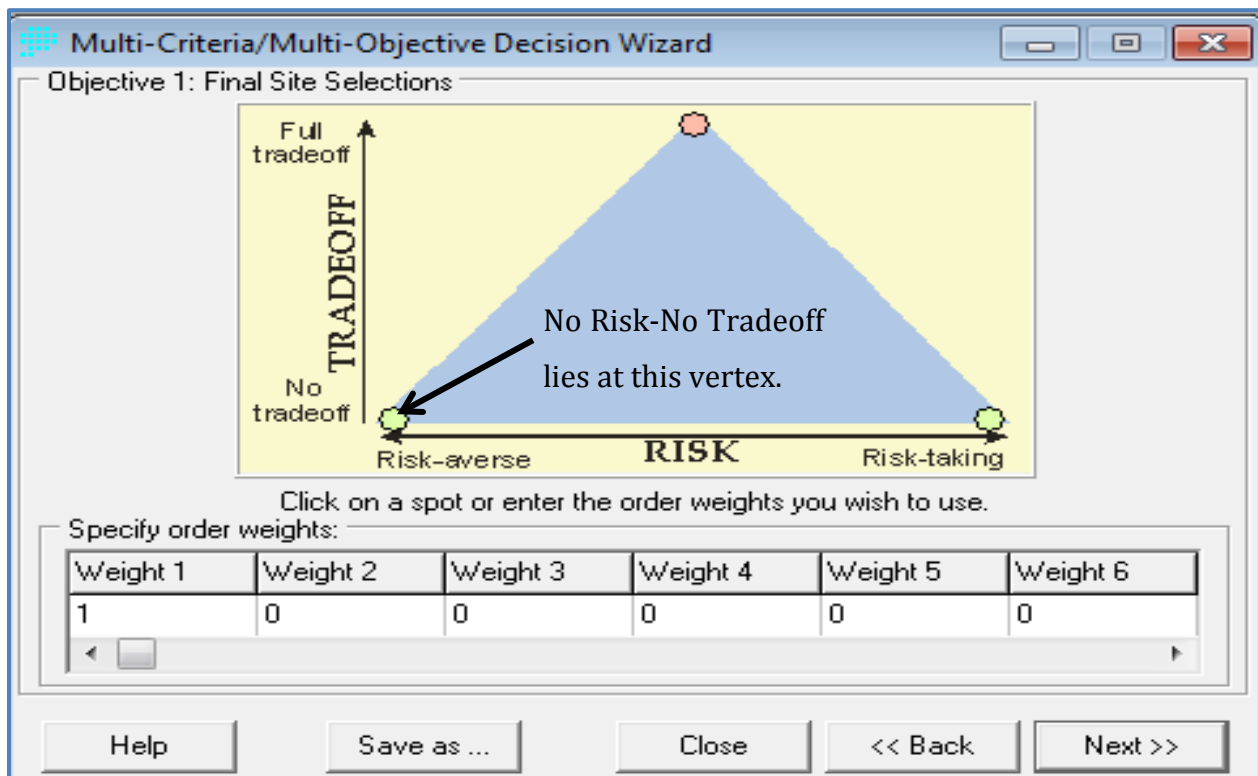 Multi-Criteria/Multi-Objective Decision Wizard
Objective 1: Final Site Selections
Full
tradeoff
TRADEOFF
No
tradeoff
No Risk-No Tradeoff
lies at this vertex.
Risk-averse
RISK
Risk-taking
Click on a spot or enter the order weights you wish to use.
Specify order weights:
Weight 1 Weight 2 Weight 3 Weight 4 Weight 5 Weight 6
1 0 0 0 0 0
Help Save as ... Close << Back Next >>